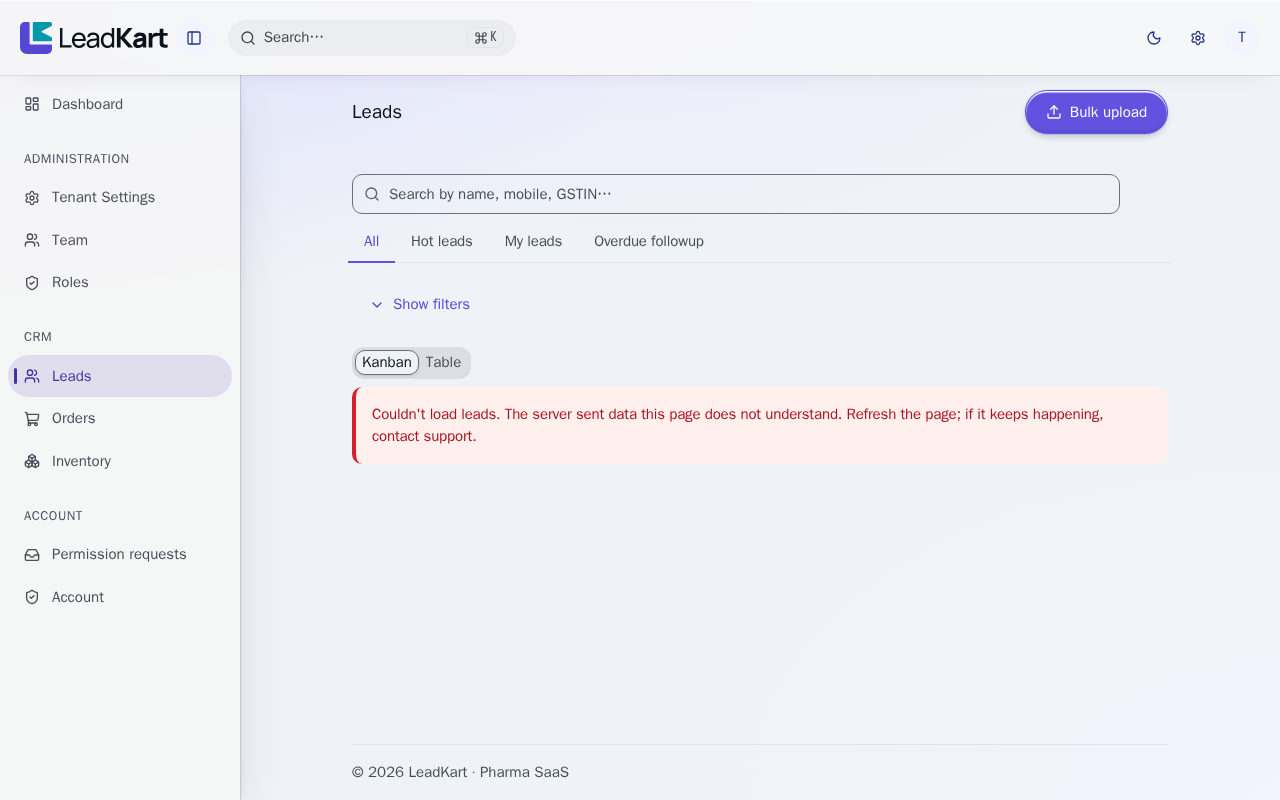 LeadKart
Search…
⌘K
T
Dashboard
ADMINISTRATION
Tenant Settings
Team
Roles
CRM
Leads
Orders
Inventory
ACCOUNT
Permission requests
Account
Leads
Bulk upload
Search by name, mobile, GSTIN…
All
Hot leads
My leads
Overdue followup
Show filters
Kanban
Table
Couldn't load leads. The server sent data this page does not understand. Refresh the page; if it keeps happening,
contact support.
© 2026 LeadKart · Pharma SaaS